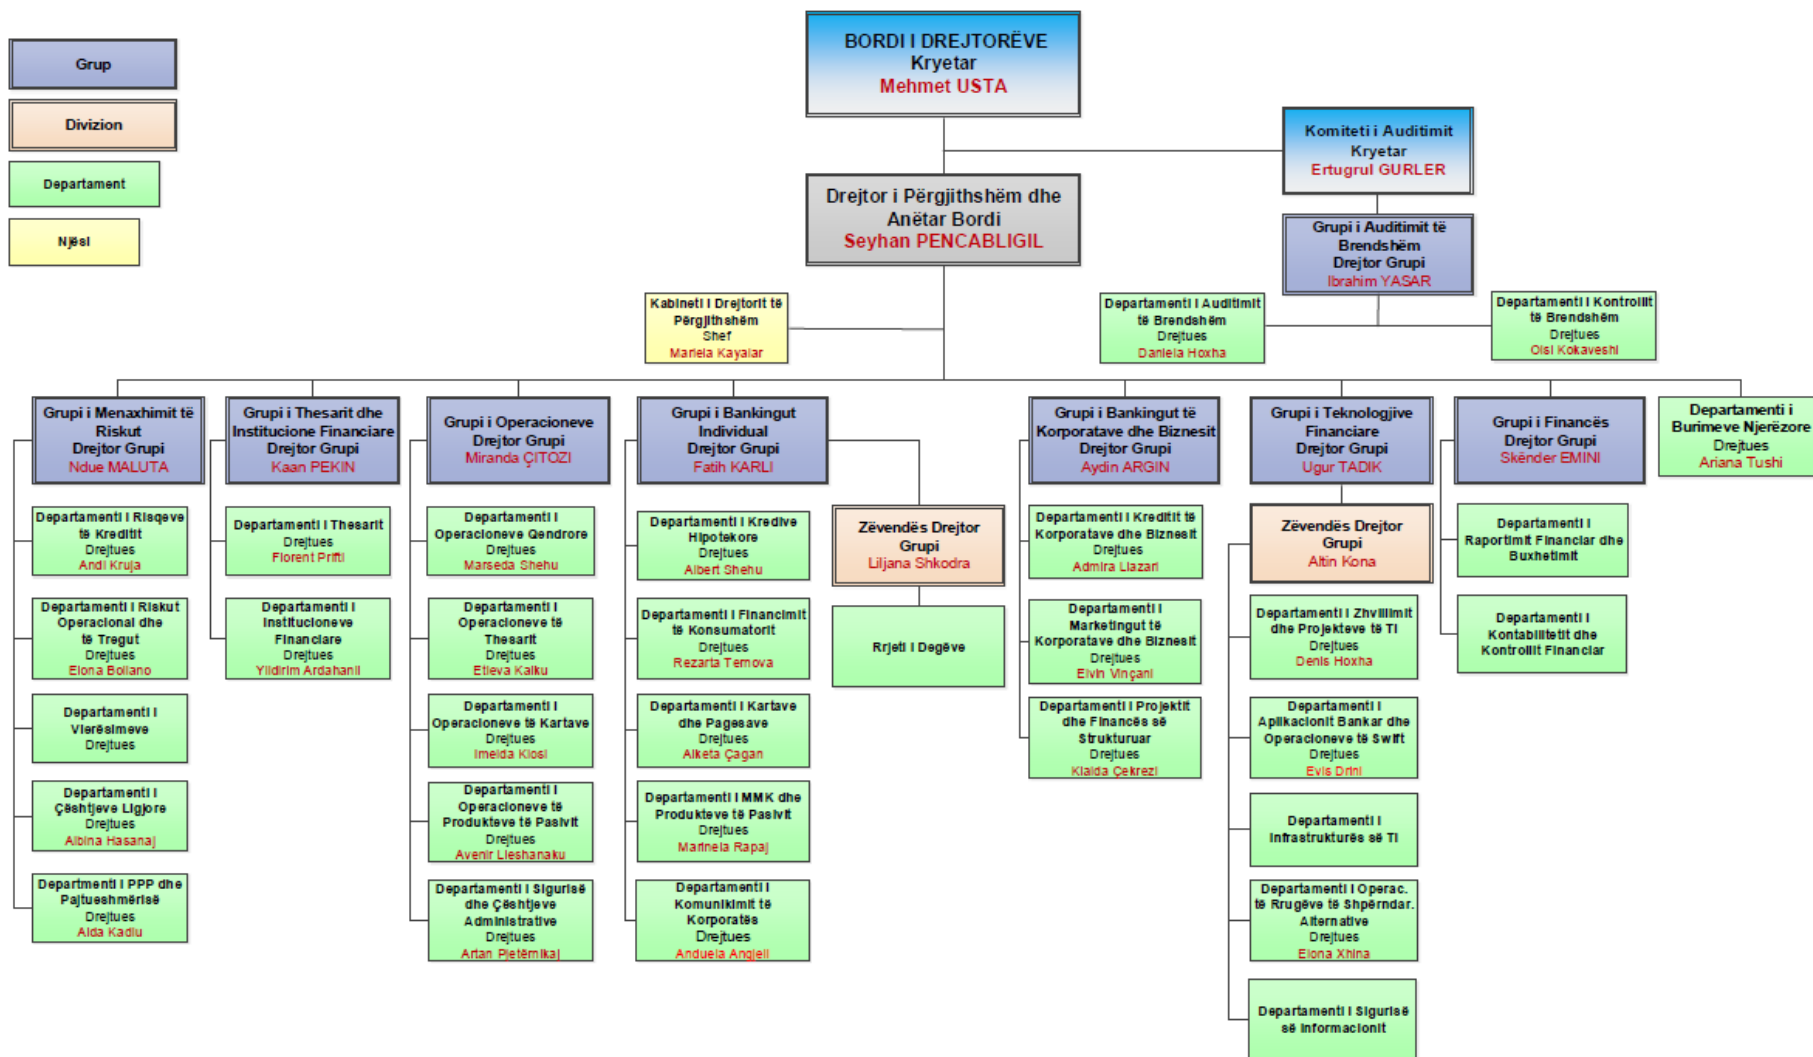 Grup
Divizion
Departament
Njësi
BORDI I DREJTORËVE
Kryetar
Mehmet USTA
Komiteti i Auditimit
Kryetar
Ertugrul GURLER
Drejtor i Përgjithshëm dhe
Anëtar Bordi
Seyhan PENCABLIGIL
Grupi i Auditimit të
Brendshëm
Drejtor Grupi
Ibrahim YASAR
Kabineti i Drejtorit të
Përgjithshëm
Shef
Mariela Kayalar
Departamenti i Auditimit
të Brendshëm
Drejtues
Daniela Hoxha
Departamenti i Kontrollit
të Brendshëm
Drejtues
Olsi Kokaveshi
Grupi i Menaxhimit të
Riskut
Drejtor Grupi
Ndue MALUTA
Departamenti i Risqeve
të Kreditit
Drejtues
Andi Kruja
Departamenti i Riskut
Operacional dhe
të Tregut
Drejtues
Elona Bollano
Departamenti i
Vlerësimeve
Drejtues
Departamenti i
Çështjeve Ligjore
Drejtues
Albina Hasanaj
Departmenti i PPP dhe
Pajtueshmërisë
Drejtues
Aida Kadiu
Grupi i Thesarit dhe
Institucione Financiare
Drejtor Grupi
Kaan PEKIN
Departamenti i Thesarit
Drejtues
Florent Prifti
Departamenti i
Institucioneve
Financiare
Drejtues
Yildirim Ardahanli
Grupi i Operacioneve
Drejtor Grupi
Miranda ÇITOZI
Departamenti i
Operacioneve Qendrore
Drejtues
Marseda Shehu
Departamenti i
Operacioneve të
Thesarit
Drejtues
Etleva Kalku
Departamenti i
Operacioneve të Kartave
Drejtues
Imelda Klosi
Departamenti i
Operacioneve të
Produkteve të Pasivit
Drejtues
Avenir Lleshanaku
Departamenti i Sigurisë
dhe Çështjeve
Administrative
Drejtues
Artan Pjetërnikaj
Grupi i Bankingut
Individual
Drejtor Grupi
Fatih KARLI
Departamenti i Kredive
Hipotekore
Drejtues
Albert Shehu
Departamenti i Financimit
të Konsumatorit
Drejtues
Rezarta Ternova
Departamenti i Kartave
dhe Pagesave
Drejtues
Alketa Çagan
Departamenti i MMK dhe
Produkteve të Pasivit
Drejtues
Marinela Rapaj
Departamenti i
Komunikimit të
Korporatës
Drejtues
Anduela Angjeli
Zëvendës Drejtor
Grupi
Liljana Shkodra
Rrjeti i Degëve
Grupi i Bankingut të
Korporatave dhe Biznesit
Drejtor Grupi
Aydin ARGIN
Departamenti i Kreditit të
Korporatave dhe Biznesit
Drejtues
Admira Llazari
Departamenti i
Marketingut të
Korporatave dhe Biznesit
Drejtues
Elvin Vinçani
Departamenti i Projektit
dhe Financës së
Strukturuar
Drejtues
Klaida Çekrezi
Grupi i Teknologjive
Financiare
Drejtor Grupi
Ugur TADIK
Zëvendës Drejtor
Grupi
Altin Kona
Departamenti i Zhvillimit
dhe Projekteve të TI
Drejtues
Denis Hoxha
Departamenti i
Aplikacionit Bankar dhe
Operacioneve të Swift
Drejtues
Evis Drini
Departamenti i
Infrastrukturës së TI
Departamenti i Operac.
të Rrugëve të Shpërndar.
Alternative
Drejtues
Elona Xhina
Departamenti i Sigurisë
së Informacionit
Grupi i Financës
Drejtor Grupi
Skënder EMINI
Departamenti i
Raportimit Financiar dhe
Buxhetimit
Departamenti i
Kontabilitetit dhe
Kontrollit Financiar
Departamenti i
Burimeve Njerëzore
Drejtues
Ariana Tushi